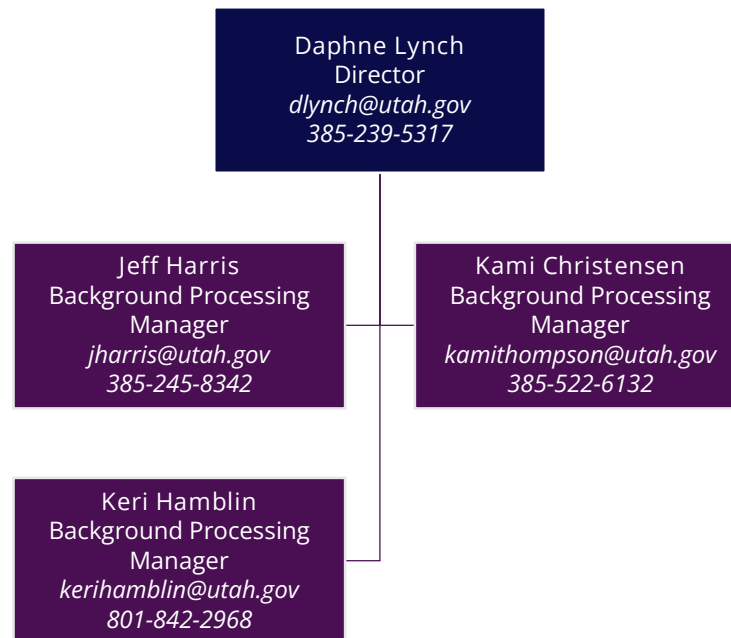 Daphne Lynch
Director
dlynch@utah.gov
385-239-5317
Jeff Harris
Background Processing
Manager
jharris@utah.gov
385-245-8342
Kami Christensen
Background Processing
Manager
kamithompson@utah.gov
385-522-6132
Keri Hamblin
Background Processing
Manager
kerihamblin@utah.gov
801-842-2968